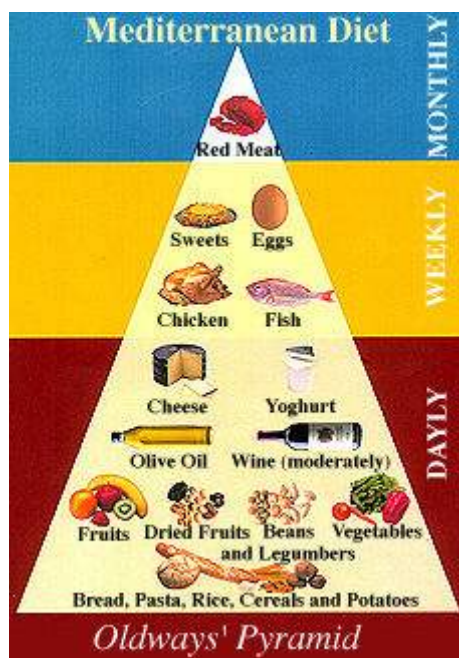 Mediterranean Diet
MONTHLY
Red Meat
WEEKLY
Sweets Eggs
Chicken Fish
DAYLY
Cheese Yoghurt
Olive Oil Wine (moderately)
Fruits Dried Fruits Beans Vegetables
and Legumbers
Bread, Pasta, Rice, Cereals and Potatoes
Oldways' Pyramid